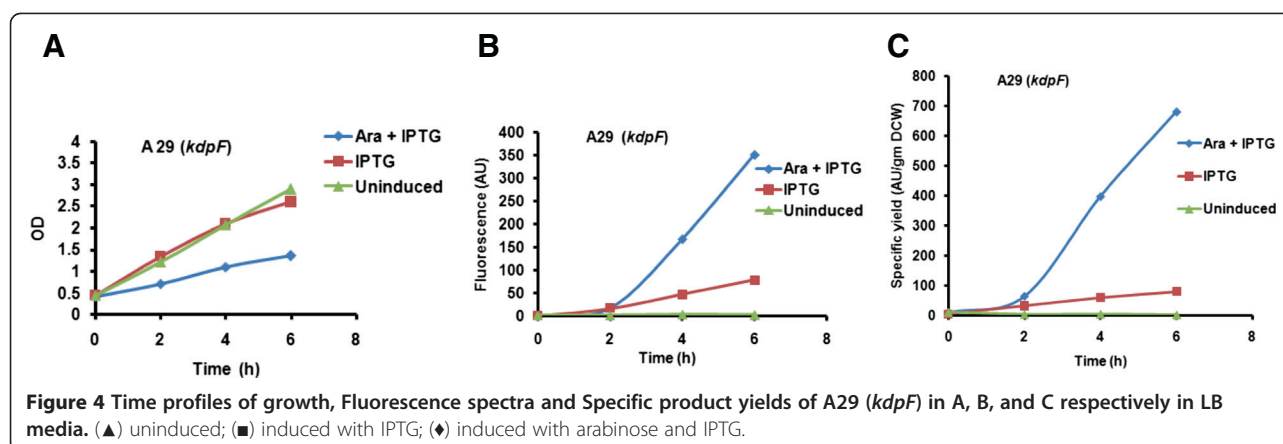 A
A 29 (kdpF)
OD
4
3.5
3
2.5
2
1.5
1
0.5
0
0 2 4 6 8
Time (h)
Ara + IPTG
IPTG
Uninduced
B
A29 (kdpF)
Fluorescence (AU)
400
350
300
250
200
150
100
50
0
0 2 4 6 8
Time (h)
Ara + IPTG
IPTG
Uninduced
C
A29 (kdpF)
Specific yield (AU/gm DCW)
800
700
600
500
400
300
200
100
0
0 2 4 6 8
Time (h)
Ara + IPTG
IPTG
Uninduced
Figure 4 Time profiles of growth, Fluorescence spectra and Specific product yields of A29 (kdpF) in A, B, and C respectively in LB
media. (▲) uninduced; (■) induced with IPTG; (♦) induced with arabinose and IPTG.